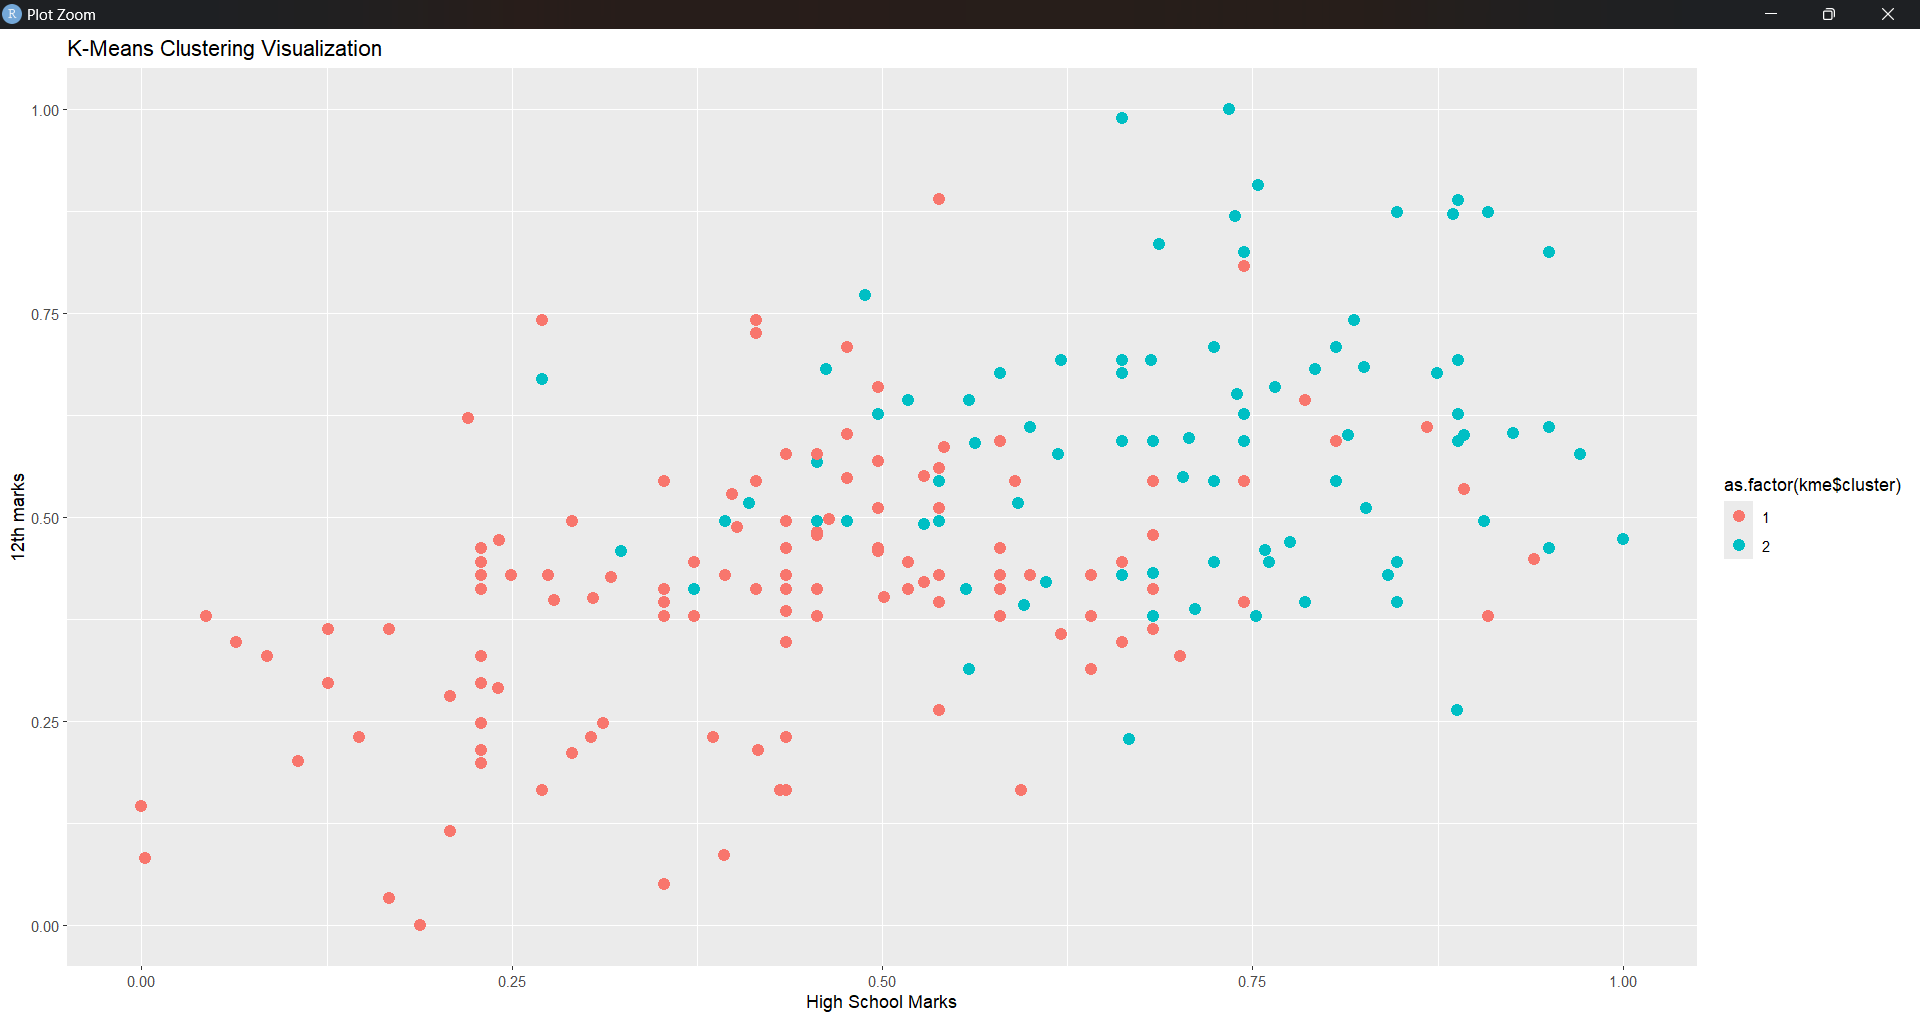 R Plot Zoom
K-Means Clustering Visualization
1.00
0.75
0.50
0.25
0.00
12th marks
0.00 0.25 0.50 0.75 1.00
High School Marks
as.factor(kme$cluster)
1
2